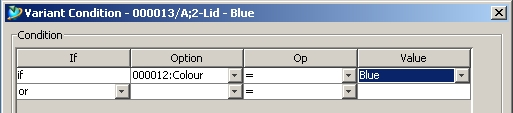 Variant Condition - 000013/A;2-Lid - Blue
Condition
If Option Op Value
if 000012:Colour = Blue
or =